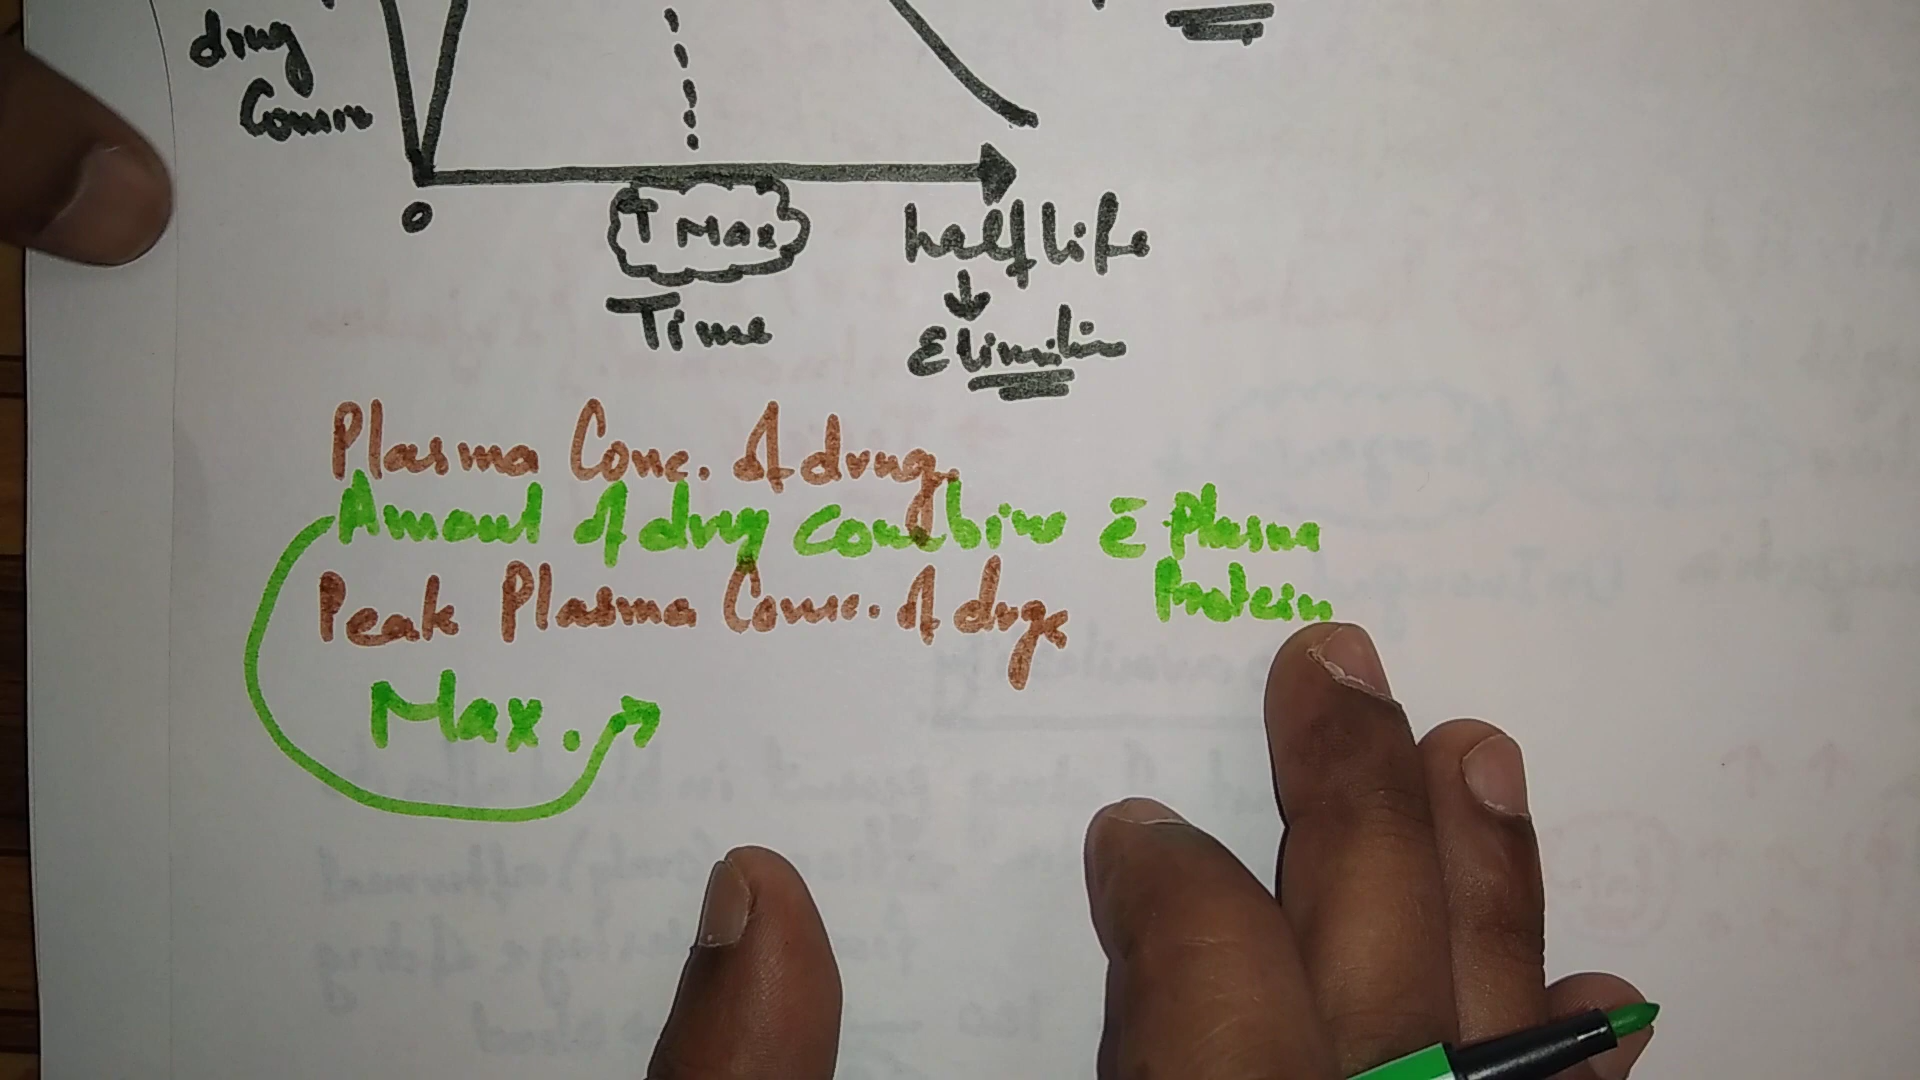 drug
Conc
0
T Max
Time
half life
↓
Elimination
Plasma Conc. of drug
Amount of drug combine c̄ Plasma
Protein
Peak Plasma Conc. of drug
Max.